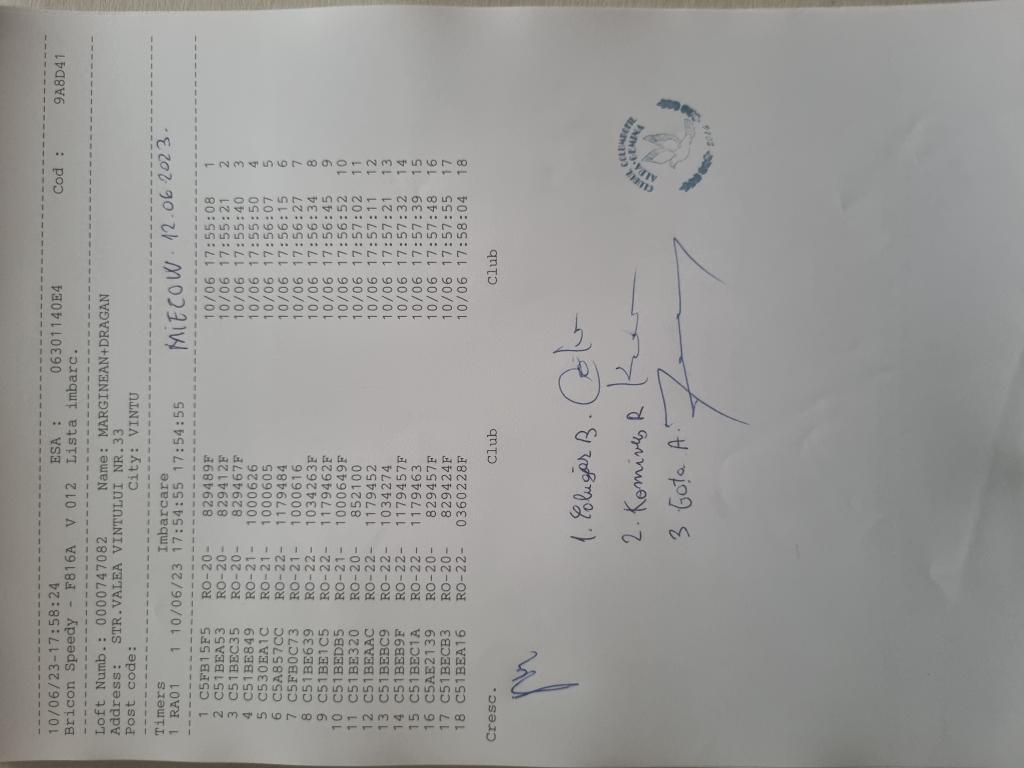 10/06/23-17:58:24
Bricon Speedy - F816A V 012 ESA : 06301140E4 Cod : 9A8D41
Lista imbarc.
Loft Numb.: 0000747082 Name: MARGINEAN+DRAGAN
Address: STR.VALEA VINTULUI NR.33
Post code: City: VINTU
Timers Imbarcare
1 RA01 1 10/06/23 17:54:55 17:54:55 MIECOW. 12.06.2023.
1 C5FB15F5 RO-20- 829489F 10/06 17:55:08 1
2 C51BEA53 RO-20- 829412F 10/06 17:55:21 2
3 C51BEC35 RO-20- 829467F 10/06 17:55:40 3
4 C51BE849 RO-21- 1000626 10/06 17:55:50 4
5 C530EA1C RO-21- 1000605 10/06 17:56:07 5
6 C5A857CC RO-22- 1179484 10/06 17:56:15 6
7 C5FB0C73 RO-21- 1000616 10/06 17:56:27 7
8 C51BE639 RO-22- 1034263F 10/06 17:56:34 8
9 C51BE1C5 RO-22- 1179462F 10/06 17:56:45 9
10 C51BEDB5 RO-21- 1000649F 10/06 17:56:52 10
11 C51BE320 RO-20- 852100 10/06 17:57:02 11
12 C51BEAAC RO-22- 1179452 10/06 17:57:11 12
13 C51BEBC9 RO-22- 1034274 10/06 17:57:21 13
14 C51BEB9F RO-22- 1179457F 10/06 17:57:32 14
15 C51BEC1A RO-22- 1179463 10/06 17:57:39 15
16 C5AE2139 RO-20- 829457F 10/06 17:57:48 16
17 C51BECB3 RO-20- 829424F 10/06 17:57:55 17
18 C51BEA16 RO-22- 0360228F 10/06 17:58:04 18
Cresc. Club Club
1. B.
2. Kominves R
3 Gota A.
CLUBUL COLUMBOFIL
ALBA-GEMINA